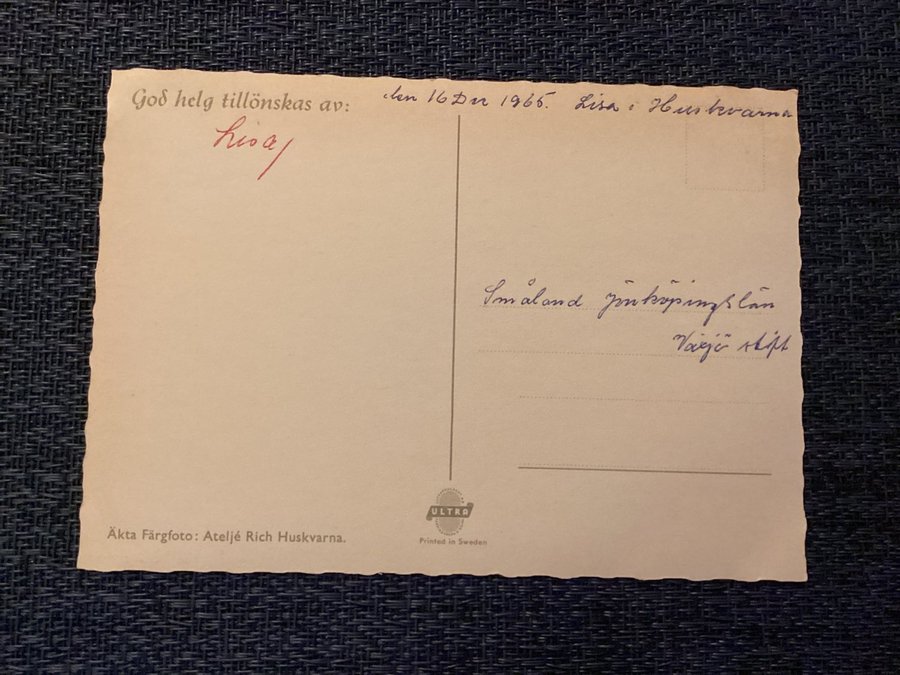 God helg tillönskas av:
den 16 Dec 1965. Lisa i Huskvarna
Lisa
Småland Jönköpingslän
Växjö stift
ULTRA
Printed in Sweden
Äkta Färgfoto: Ateljé Rich Huskvarna.